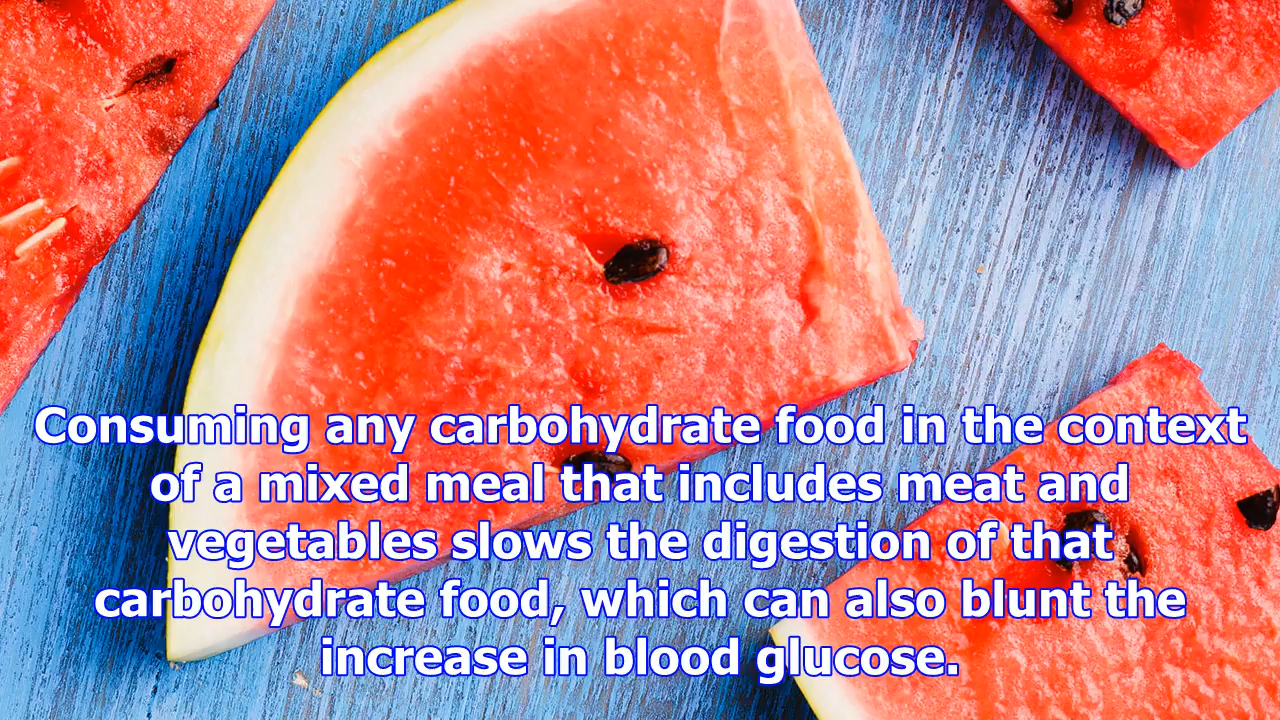 Consuming any carbohydrate food in the context
of a mixed meal that includes meat and
vegetables slows the digestion of that
carbohydrate food, which can also blunt the
increase in blood glucose.